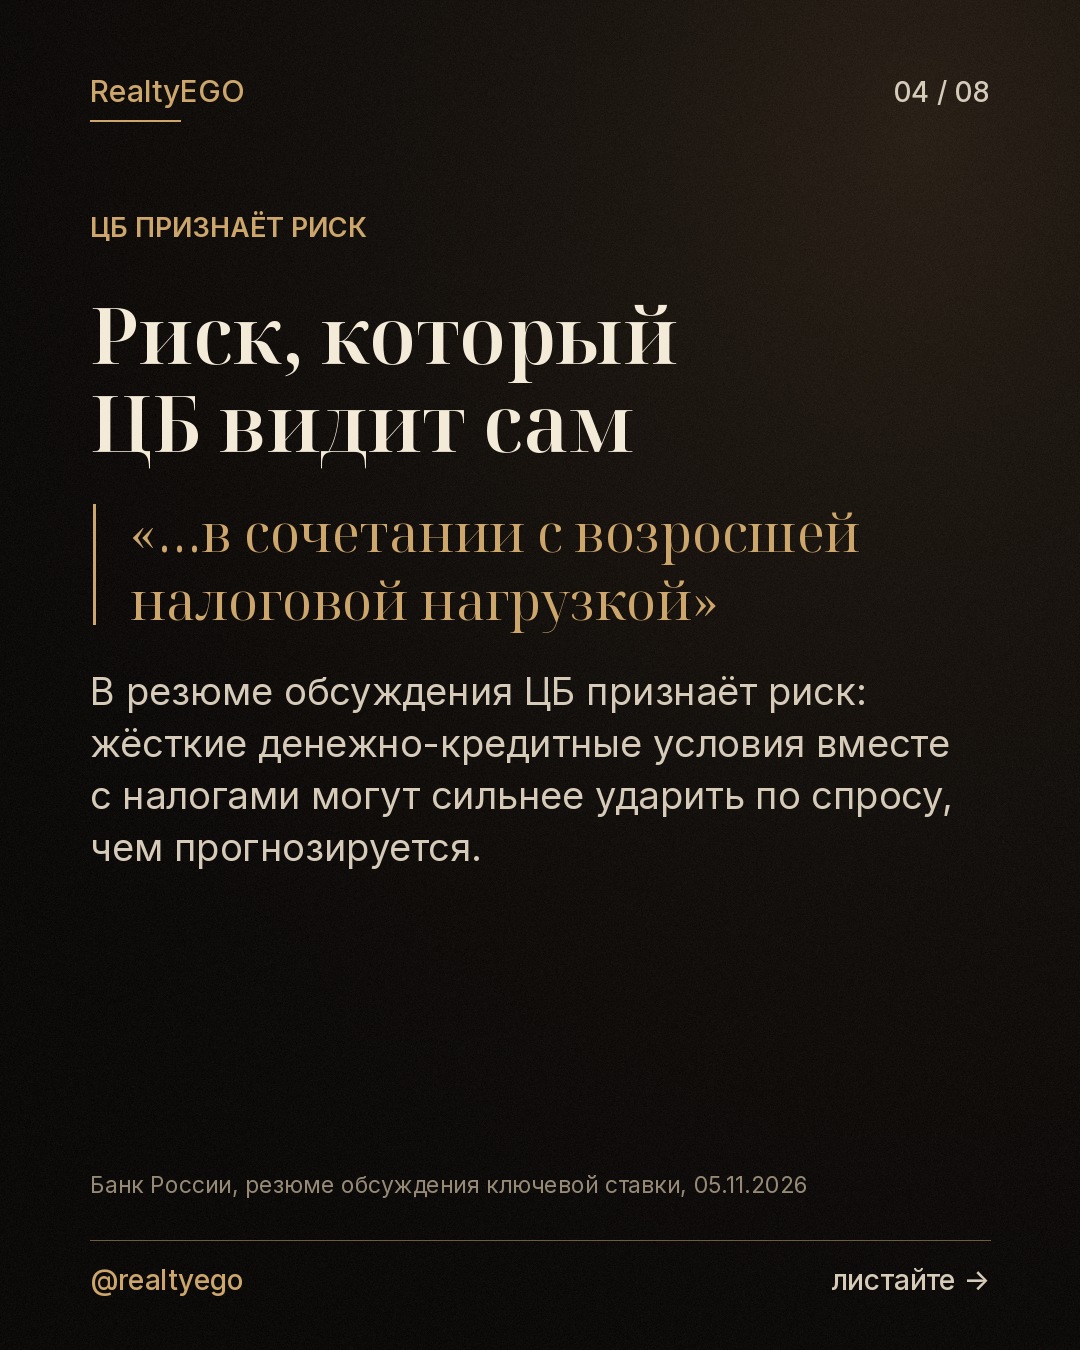 RealtyEGO
04 / 08
ЦБ ПРИЗНАЁТ РИСК
Риск, который
ЦБ видит сам
«…в сочетании с возросшей
налоговой нагрузкой»
В резюме обсуждения ЦБ признаёт риск:
жёсткие денежно-кредитные условия вместе
с налогами могут сильнее ударить по спросу,
чем прогнозируется.
Банк России, резюме обсуждения ключевой ставки, 05.11.2026
@realtyego
листайте →